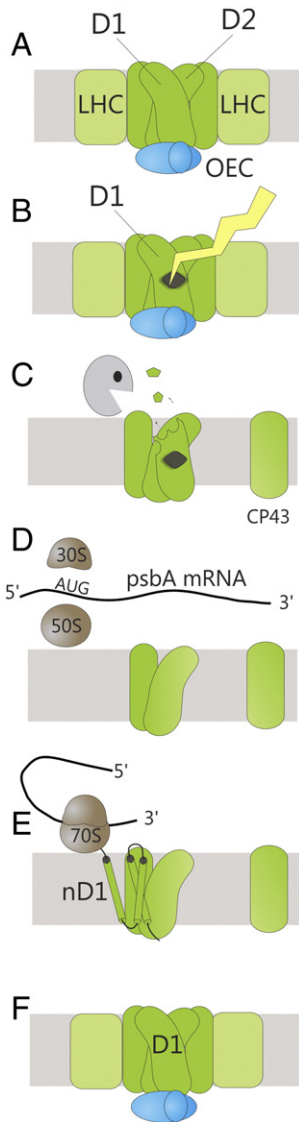 A
D1 D2
LHC LHC
OEC
B
D1
C
CP43
D
30S
5' AUG psbA mRNA 3'
50S
5'
E
70S 3'
nD1
F
D1